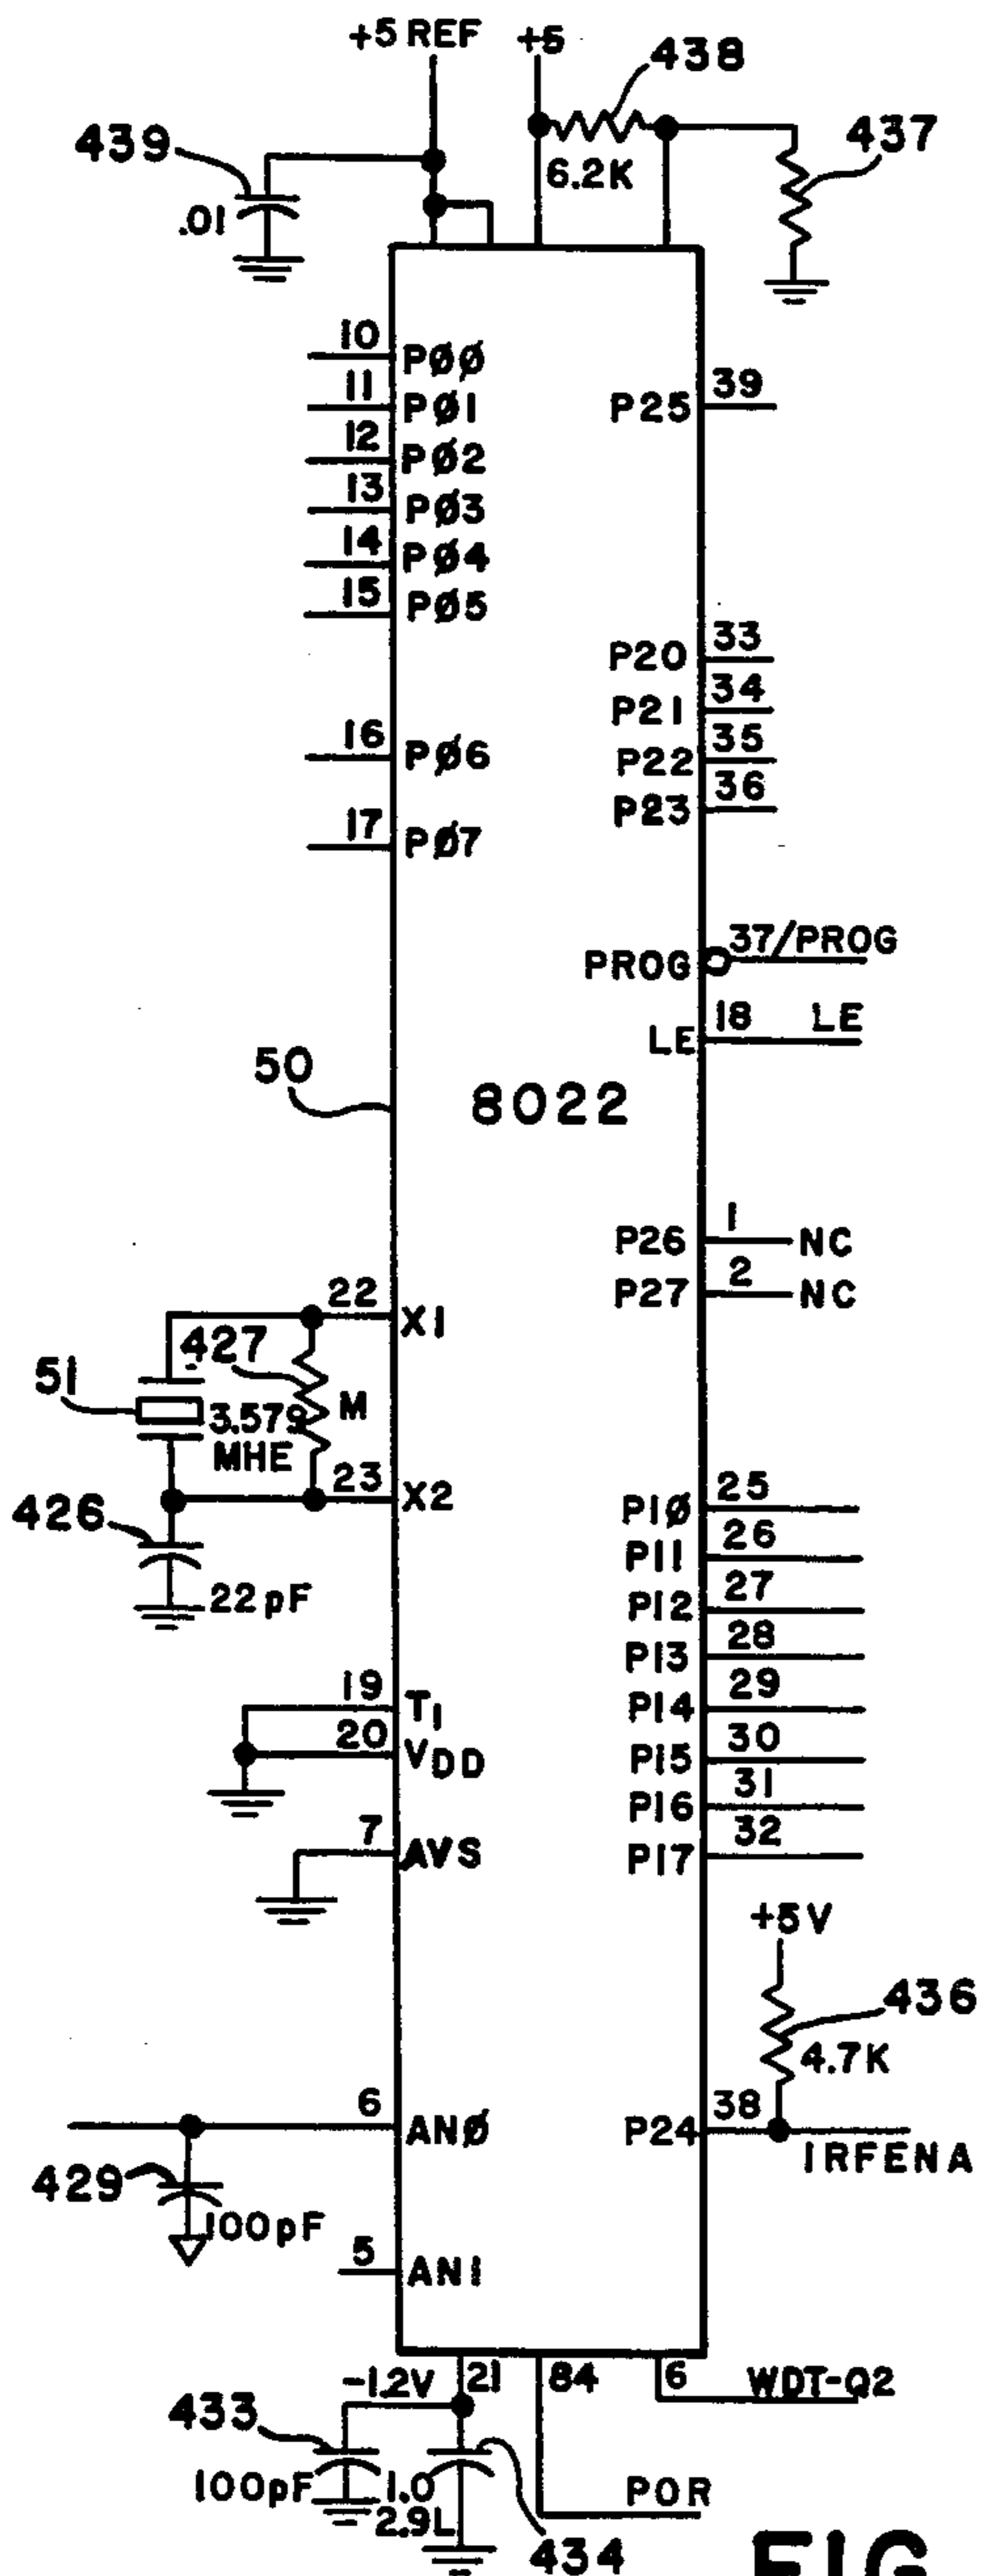 +5 REF
+5
438
439
437
.01
6.2K
10
PØØ
11
PØ1
39
P25
12
PØ2
13
PØ3
14
PØ4
15
PØ5
33
P20
34
P21
16
PØ6
35
P22
36
P23
17
PØ7
37/PROG
PROG
18
LE
LE
50
8022
1
P26
NC
2
P27
NC
22
X1
427
51
3.579
M
MHE
23
X2
426
22pF
25
P1Ø
26
P11
27
P12
28
P13
19
T1
29
P14
20
VDD
30
P15
31
P16
7
AVS
32
P17
+5V
436
4.7K
6
ANØ
38
P24
IRFENA
429
100pF
5
AN1
-1.2V
21
84
6
WDT-Q2
433
100pF
1.0
2.9L
POR
434
FIG